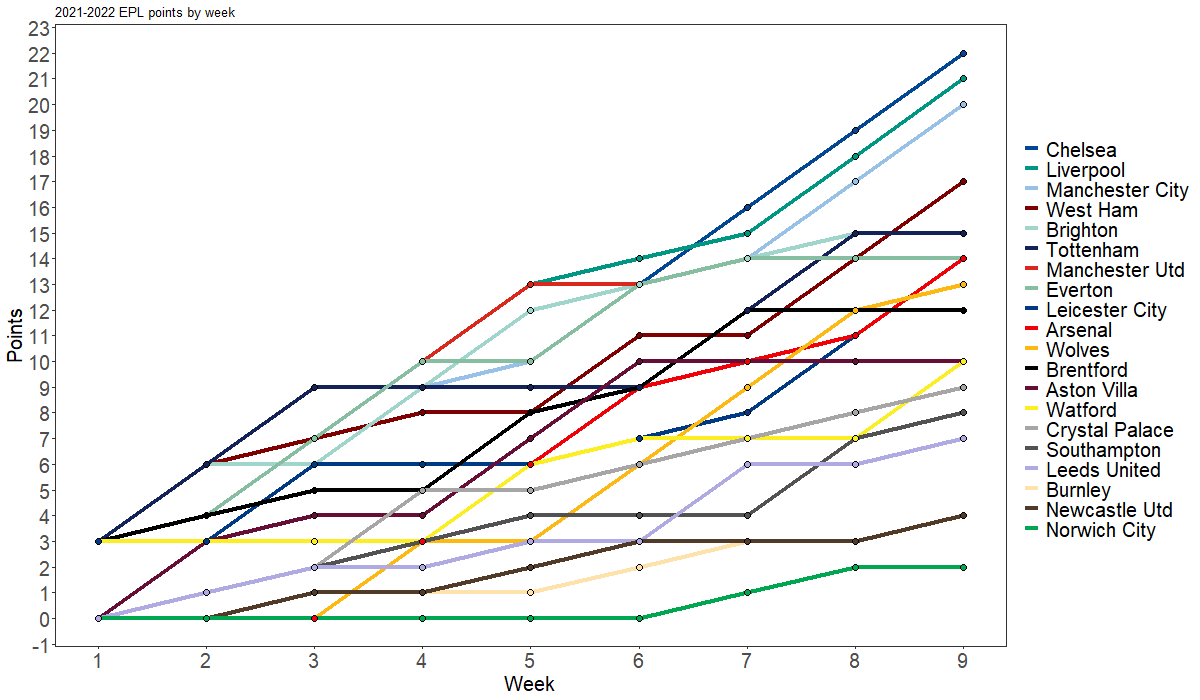 2021-2022 EPL points by week
23
22
21
20
19
18
17
16
15
14
13
12
11
10
9
8
7
6
5
4
3
2
1
0
-1
Points
1 2 3 4 5 6 7 8 9
Week
Chelsea
Liverpool
Manchester City
West Ham
Brighton
Tottenham
Manchester Utd
Everton
Leicester City
Arsenal
Wolves
Brentford
Aston Villa
Watford
Crystal Palace
Southampton
Leeds United
Burnley
Newcastle Utd
Norwich City